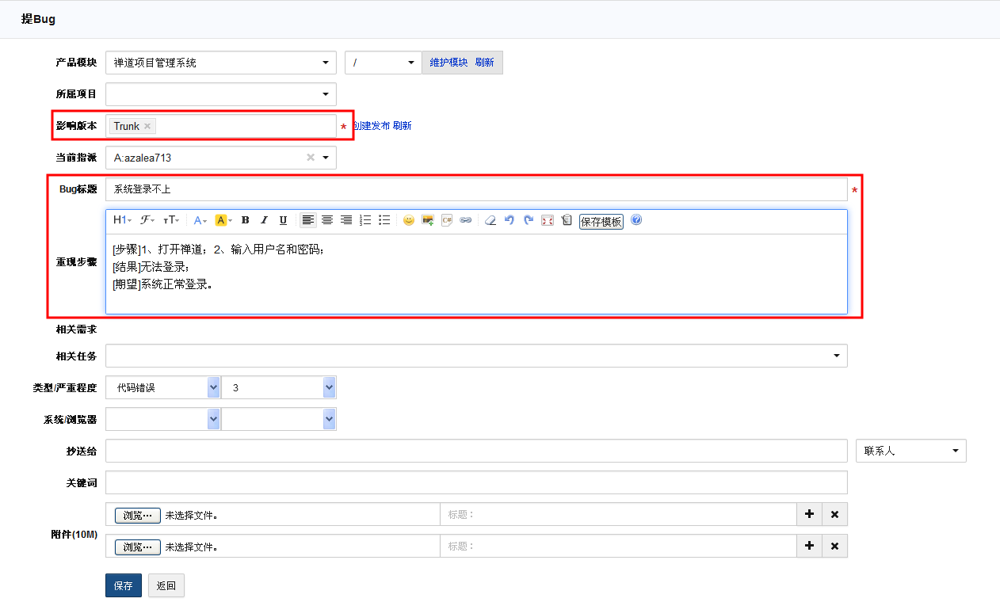 提Bug
产品模块 禅道项目管理系统 / 维护模块 刷新
所属项目
影响版本 Trunk × * 创建发布 刷新
当前指派 A:azalea713 ×
Bug标题 系统登录不上 *
H1 F TT A A B I U C# 保存模板 ?
重现步骤
[步骤]1、打开禅道；2、输入用户名和密码；
[结果]无法登录；
[期望]系统正常登录。
相关需求
相关任务
类型/严重程度 代码错误 3
系统/浏览器
抄送给 联系人
关键词
附件(10M)
浏览… 未选择文件。 标题：
浏览… 未选择文件。 标题：
保存 返回